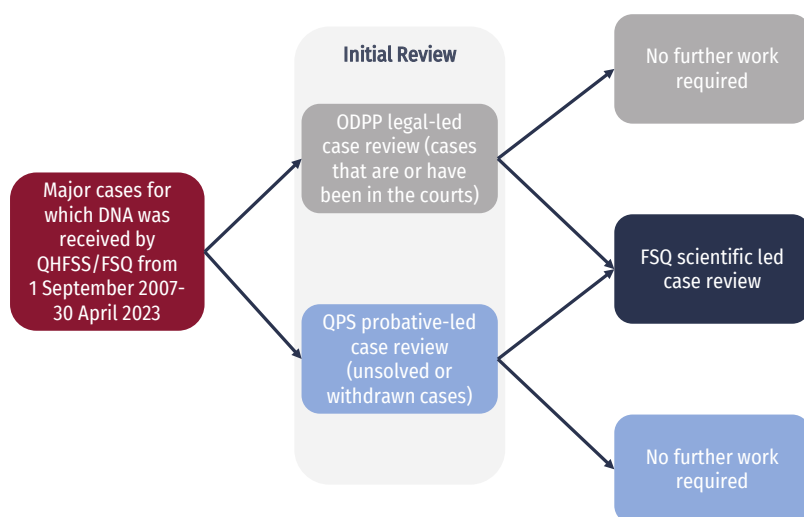 Initial Review
No further work
required
ODPP legal-led
case review (cases
that are or have
been in the courts)
Major cases for
which DNA was
received by
QHFSS/FSQ from
1 September 2007-
30 April 2023
FSQ scientific led
case review
QPS probative-led
case review
(unsolved or
withdrawn cases)
No further work
required